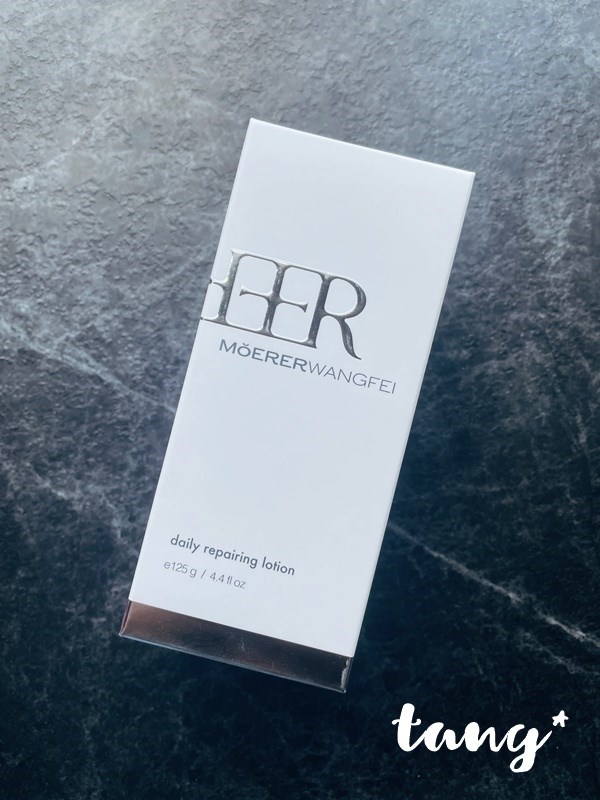 EER
MŏERERWANGFEI
daily repairing lotion
e125 g / 4.4 fl oz
tang*